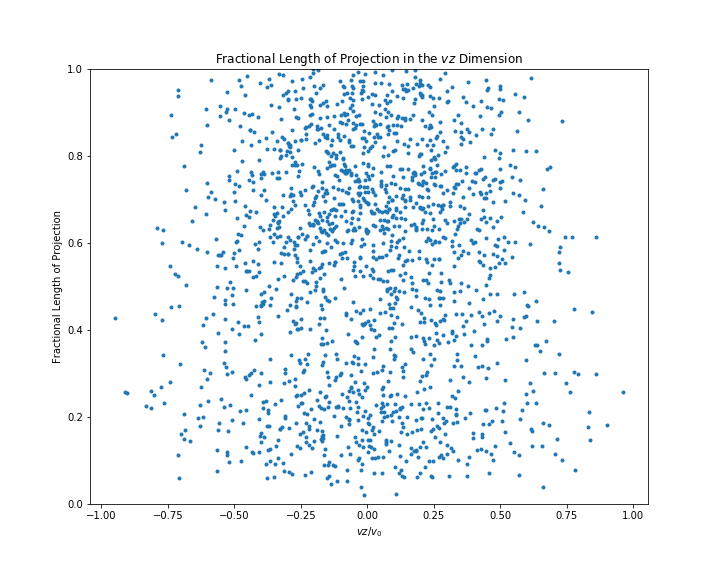 Fractional Length of Projection in the vz Dimension
1.0
0.8
0.6
0.4
0.2
0.0
Fractional Length of Projection
−1.00 −0.75 −0.50 −0.25 0.00 0.25 0.50 0.75 1.00
vz/v₀